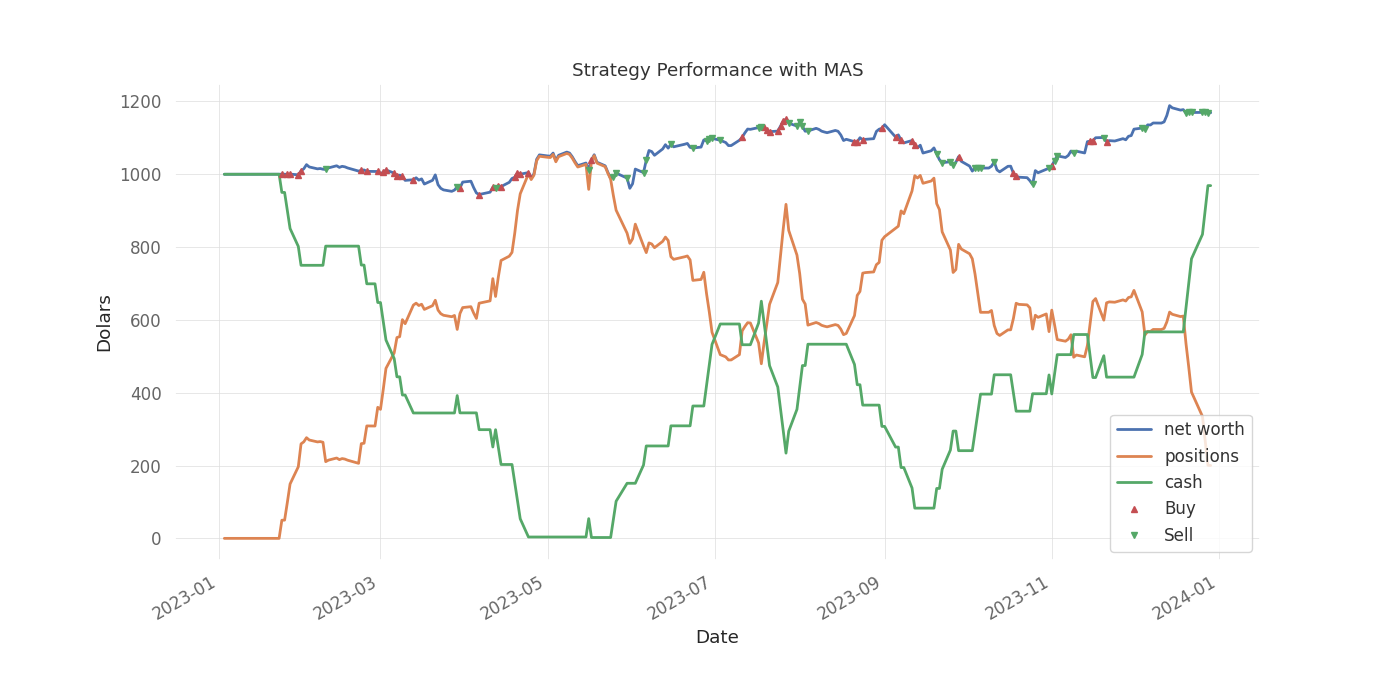 Strategy Performance with MAS
1200
1000
800
600
400
200
0
Dolars
2023-01
2023-03
2023-05
2023-07
2023-09
2023-11
2024-01
Date
net worth
positions
cash
Buy
Sell